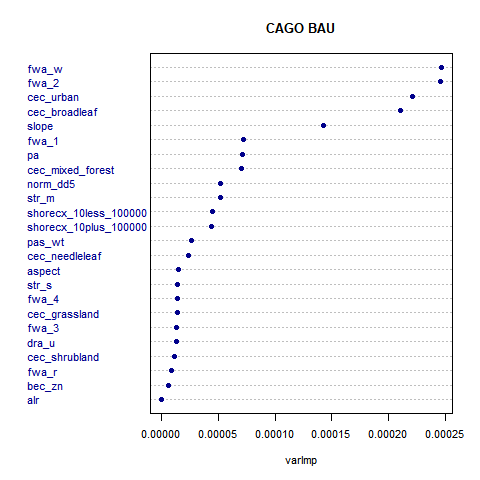 CAGO BAU
fwa_w
fwa_2
cec_urban
cec_broadleaf
slope
fwa_1
pa
cec_mixed_forest
norm_dd5
str_m
shorecx_10less_100000
shorecx_10plus_100000
pas_wt
cec_needleleaf
aspect
str_s
fwa_4
cec_grassland
fwa_3
dra_u
cec_shrubland
fwa_r
bec_zn
alr
0.00000 0.00005 0.00010 0.00015 0.00020 0.00025
varImp